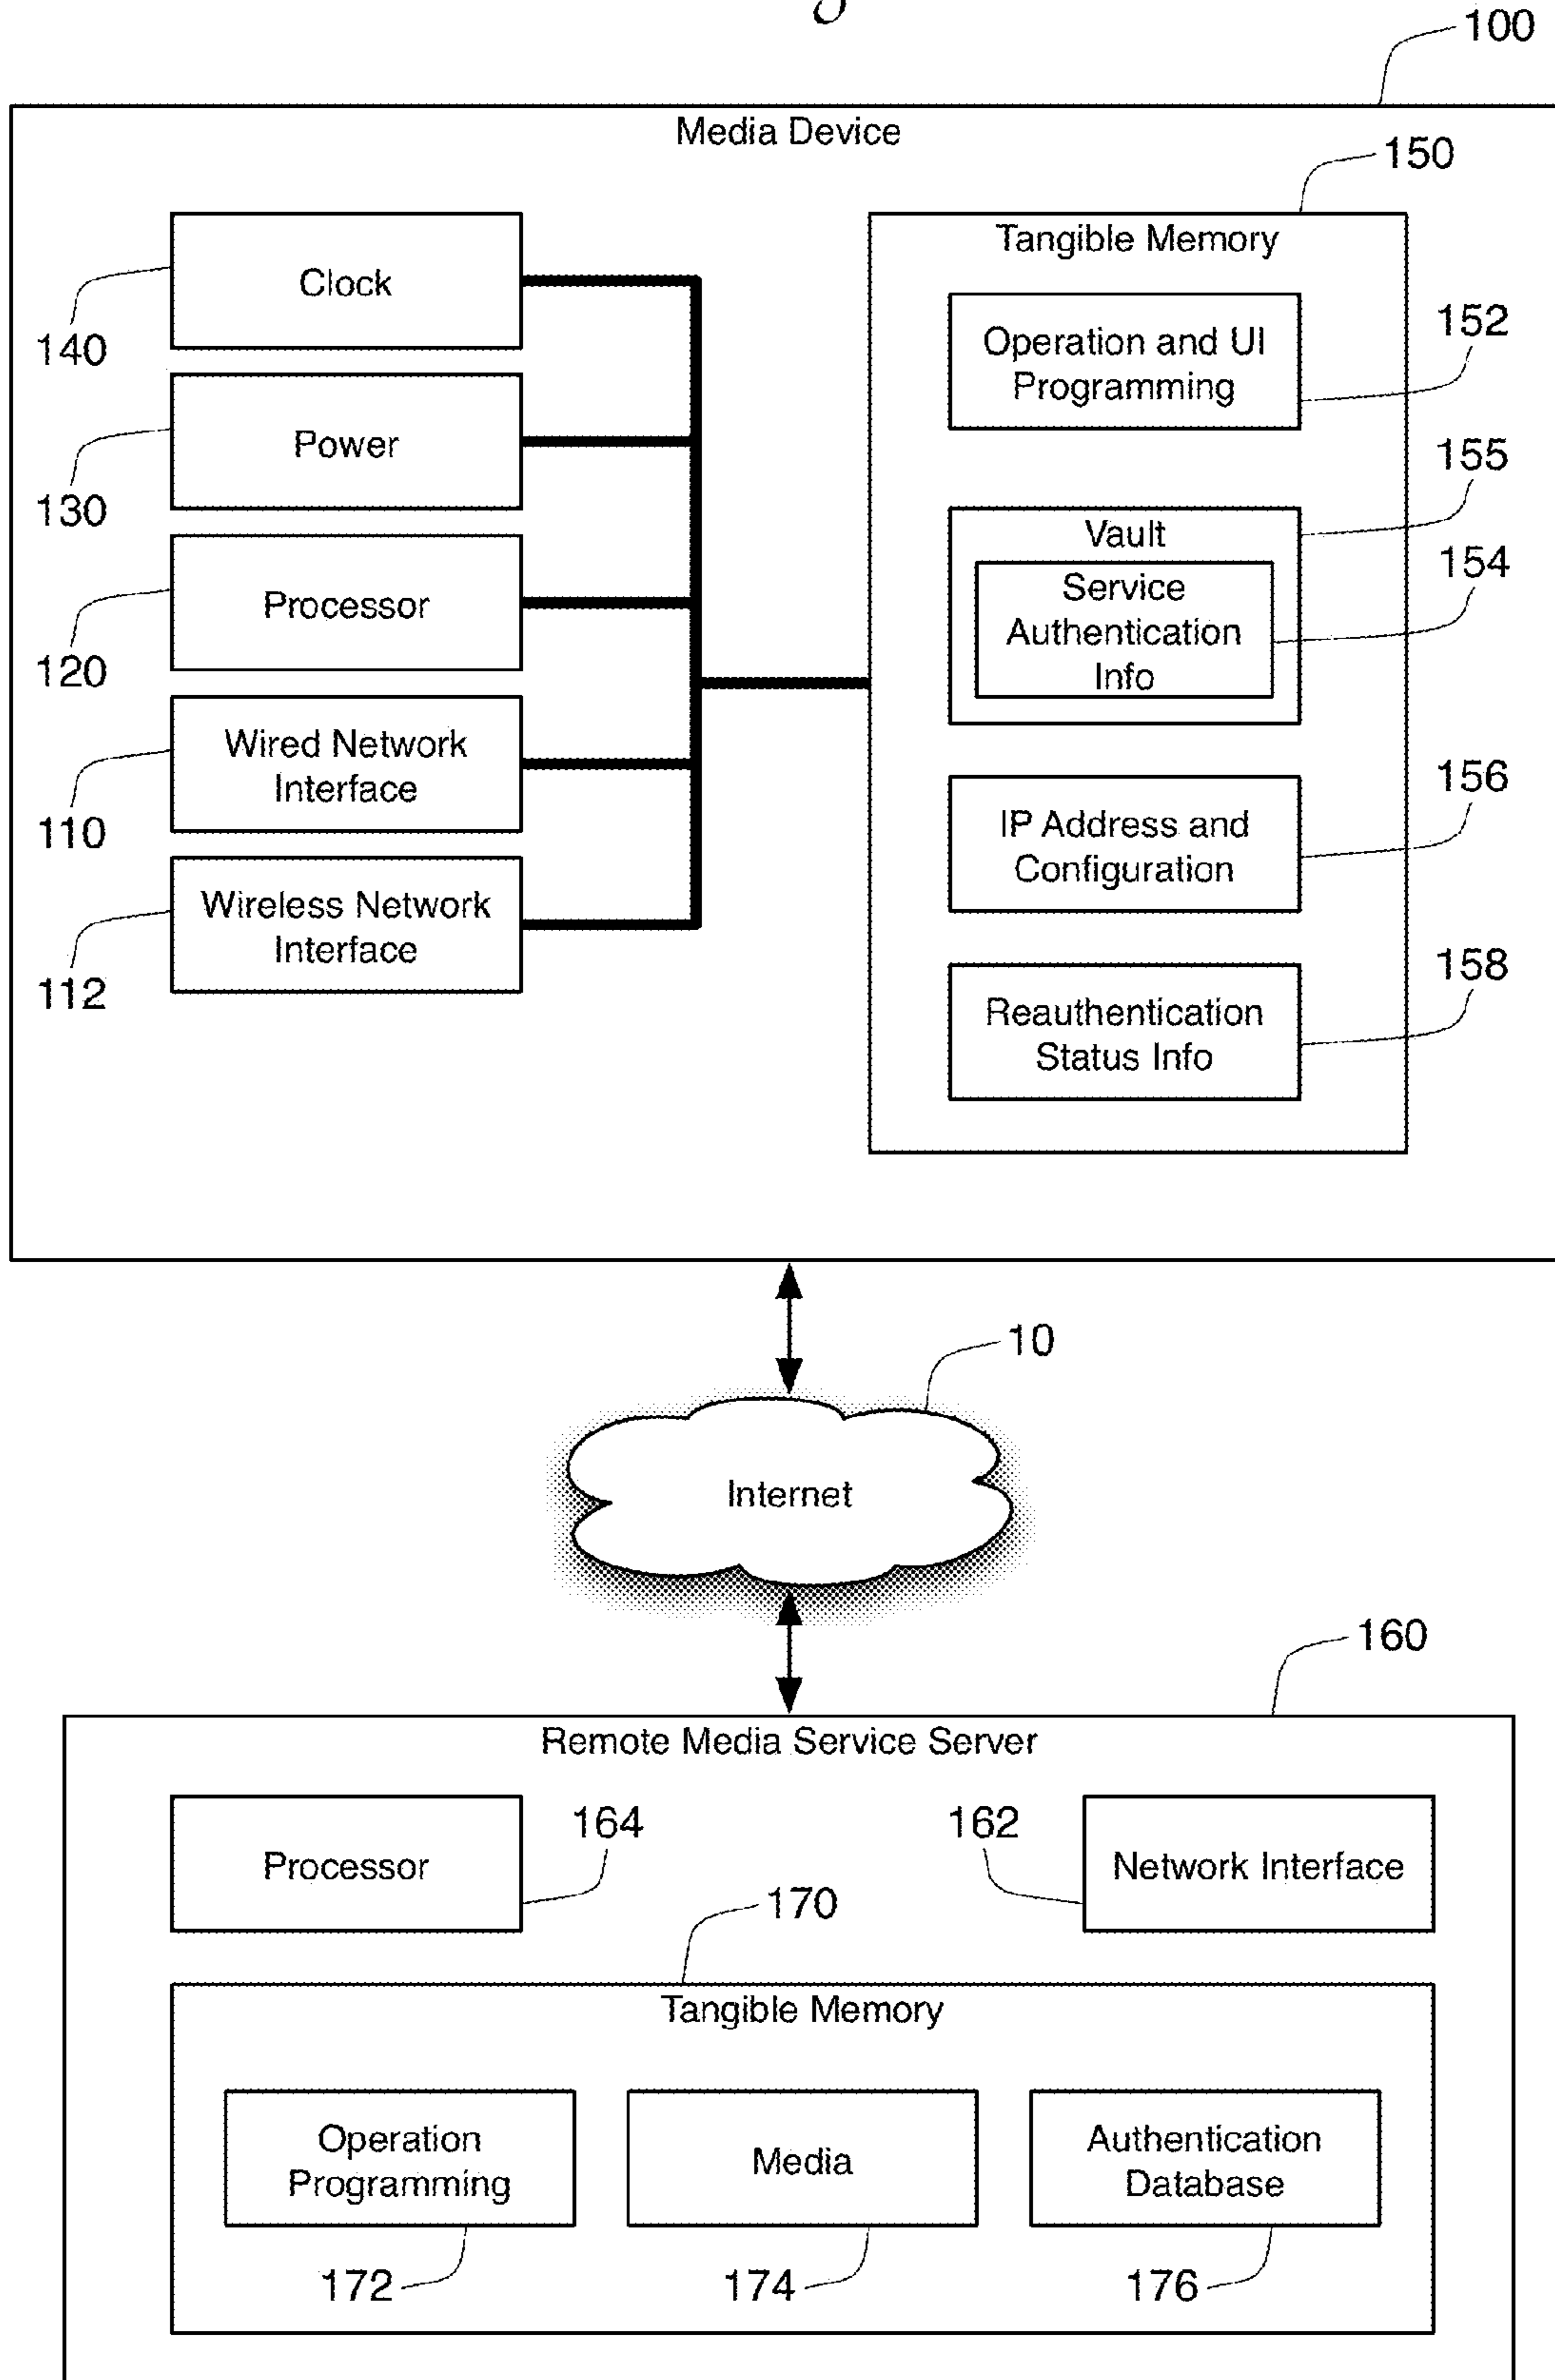 100
Media Device
150
Tangible Memory
Clock
140
Operation and UI
Programming
152
Power
130
155
Vault
154
Service
Authentication
Info
Processor
120
Wired Network
Interface
110
156
IP Address and
Configuration
Wireless Network
Interface
112
158
Reauthentication
Status Info
10
Internet
160
Remote Media Service Server
Processor
164
162
Network Interface
170
Tangible Memory
Operation
Programming
Media
Authentication
Database
172
174
176